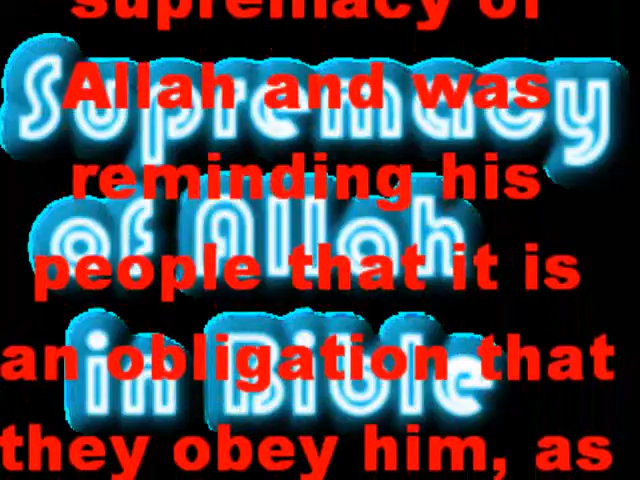 supremacy of
Supremacy
Allah and was
reminding his
of Allah
people that it is
in Bible
an obligation that
they obey him, as